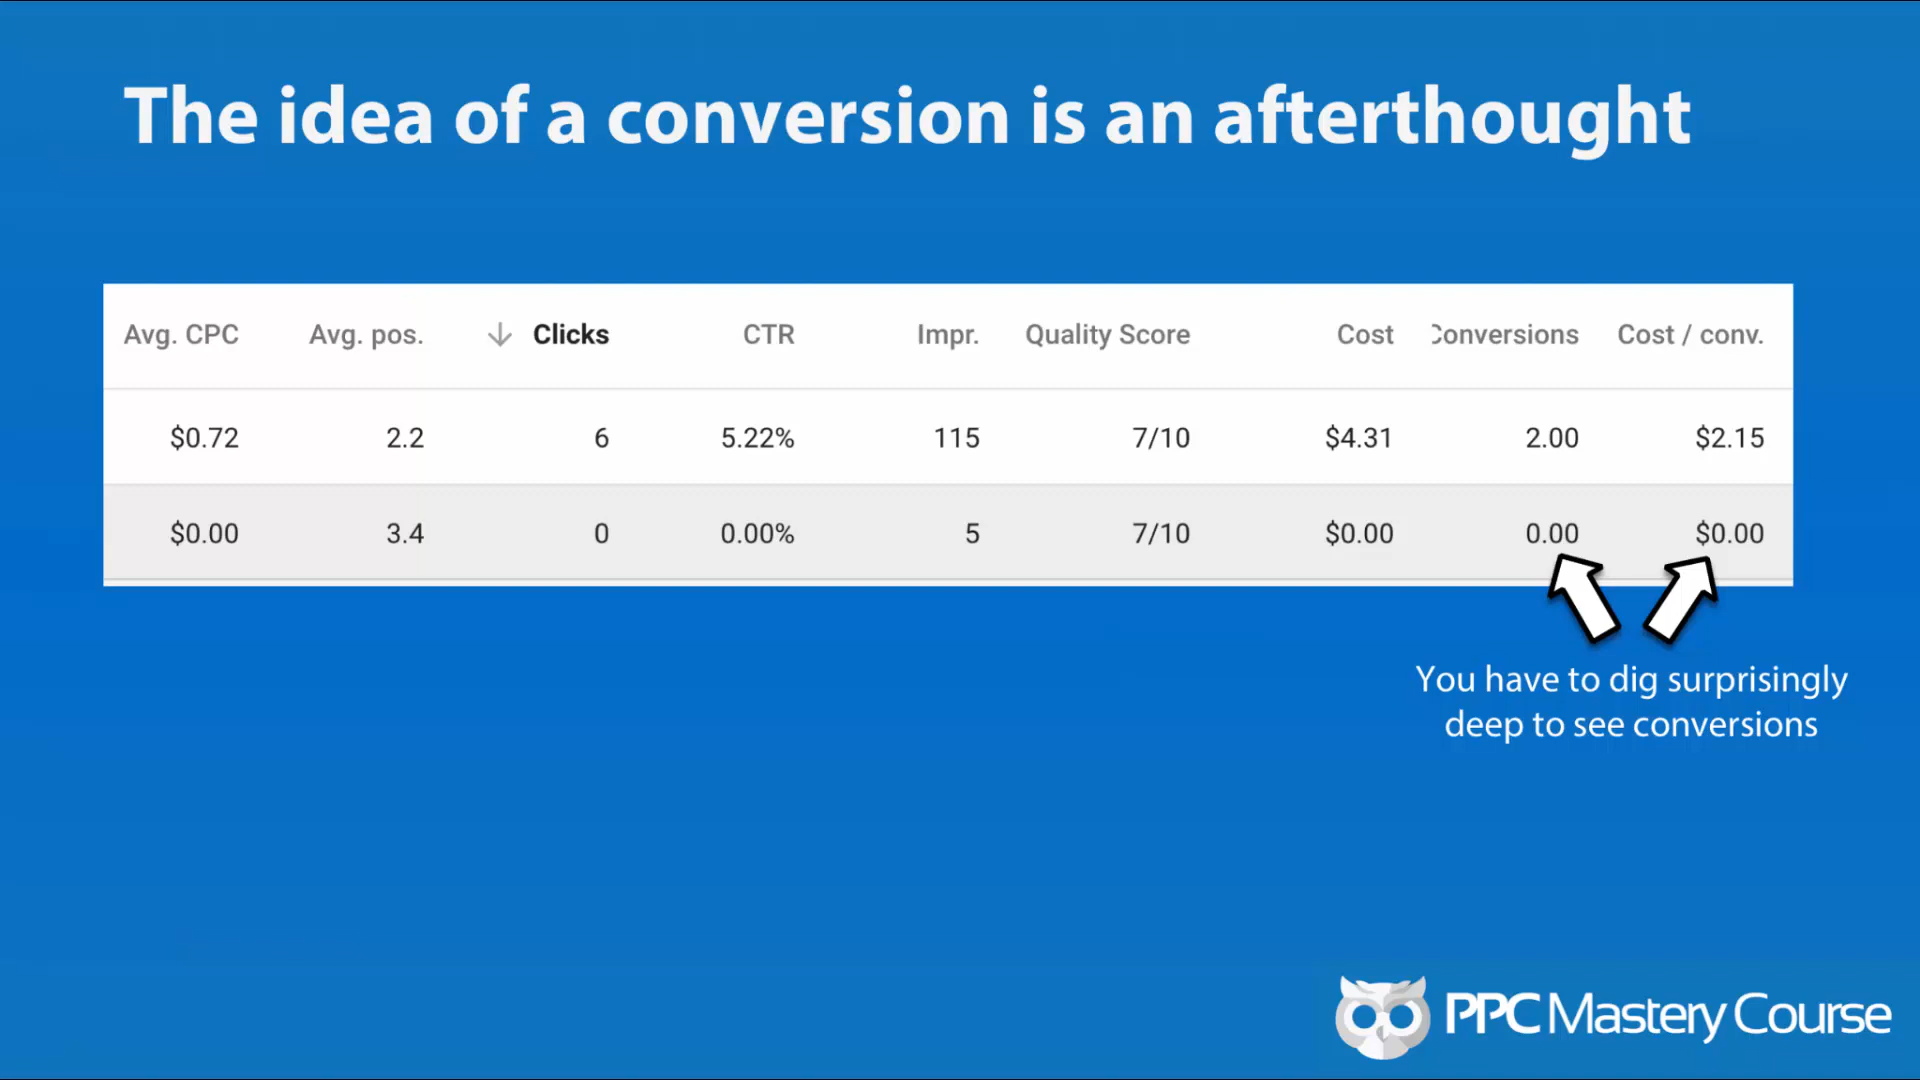 The idea of a conversion is an afterthought
Avg. CPC Avg. pos. Clicks CTR Impr. Quality Score Cost Conversions Cost / conv.
$0.72 2.2 6 5.22% 115 7/10 $4.31 2.00 $2.15
$0.00 3.4 0 0.00% 5 7/10 $0.00 0.00 $0.00
You have to dig surprisingly
deep to see conversions
PPC Mastery Course